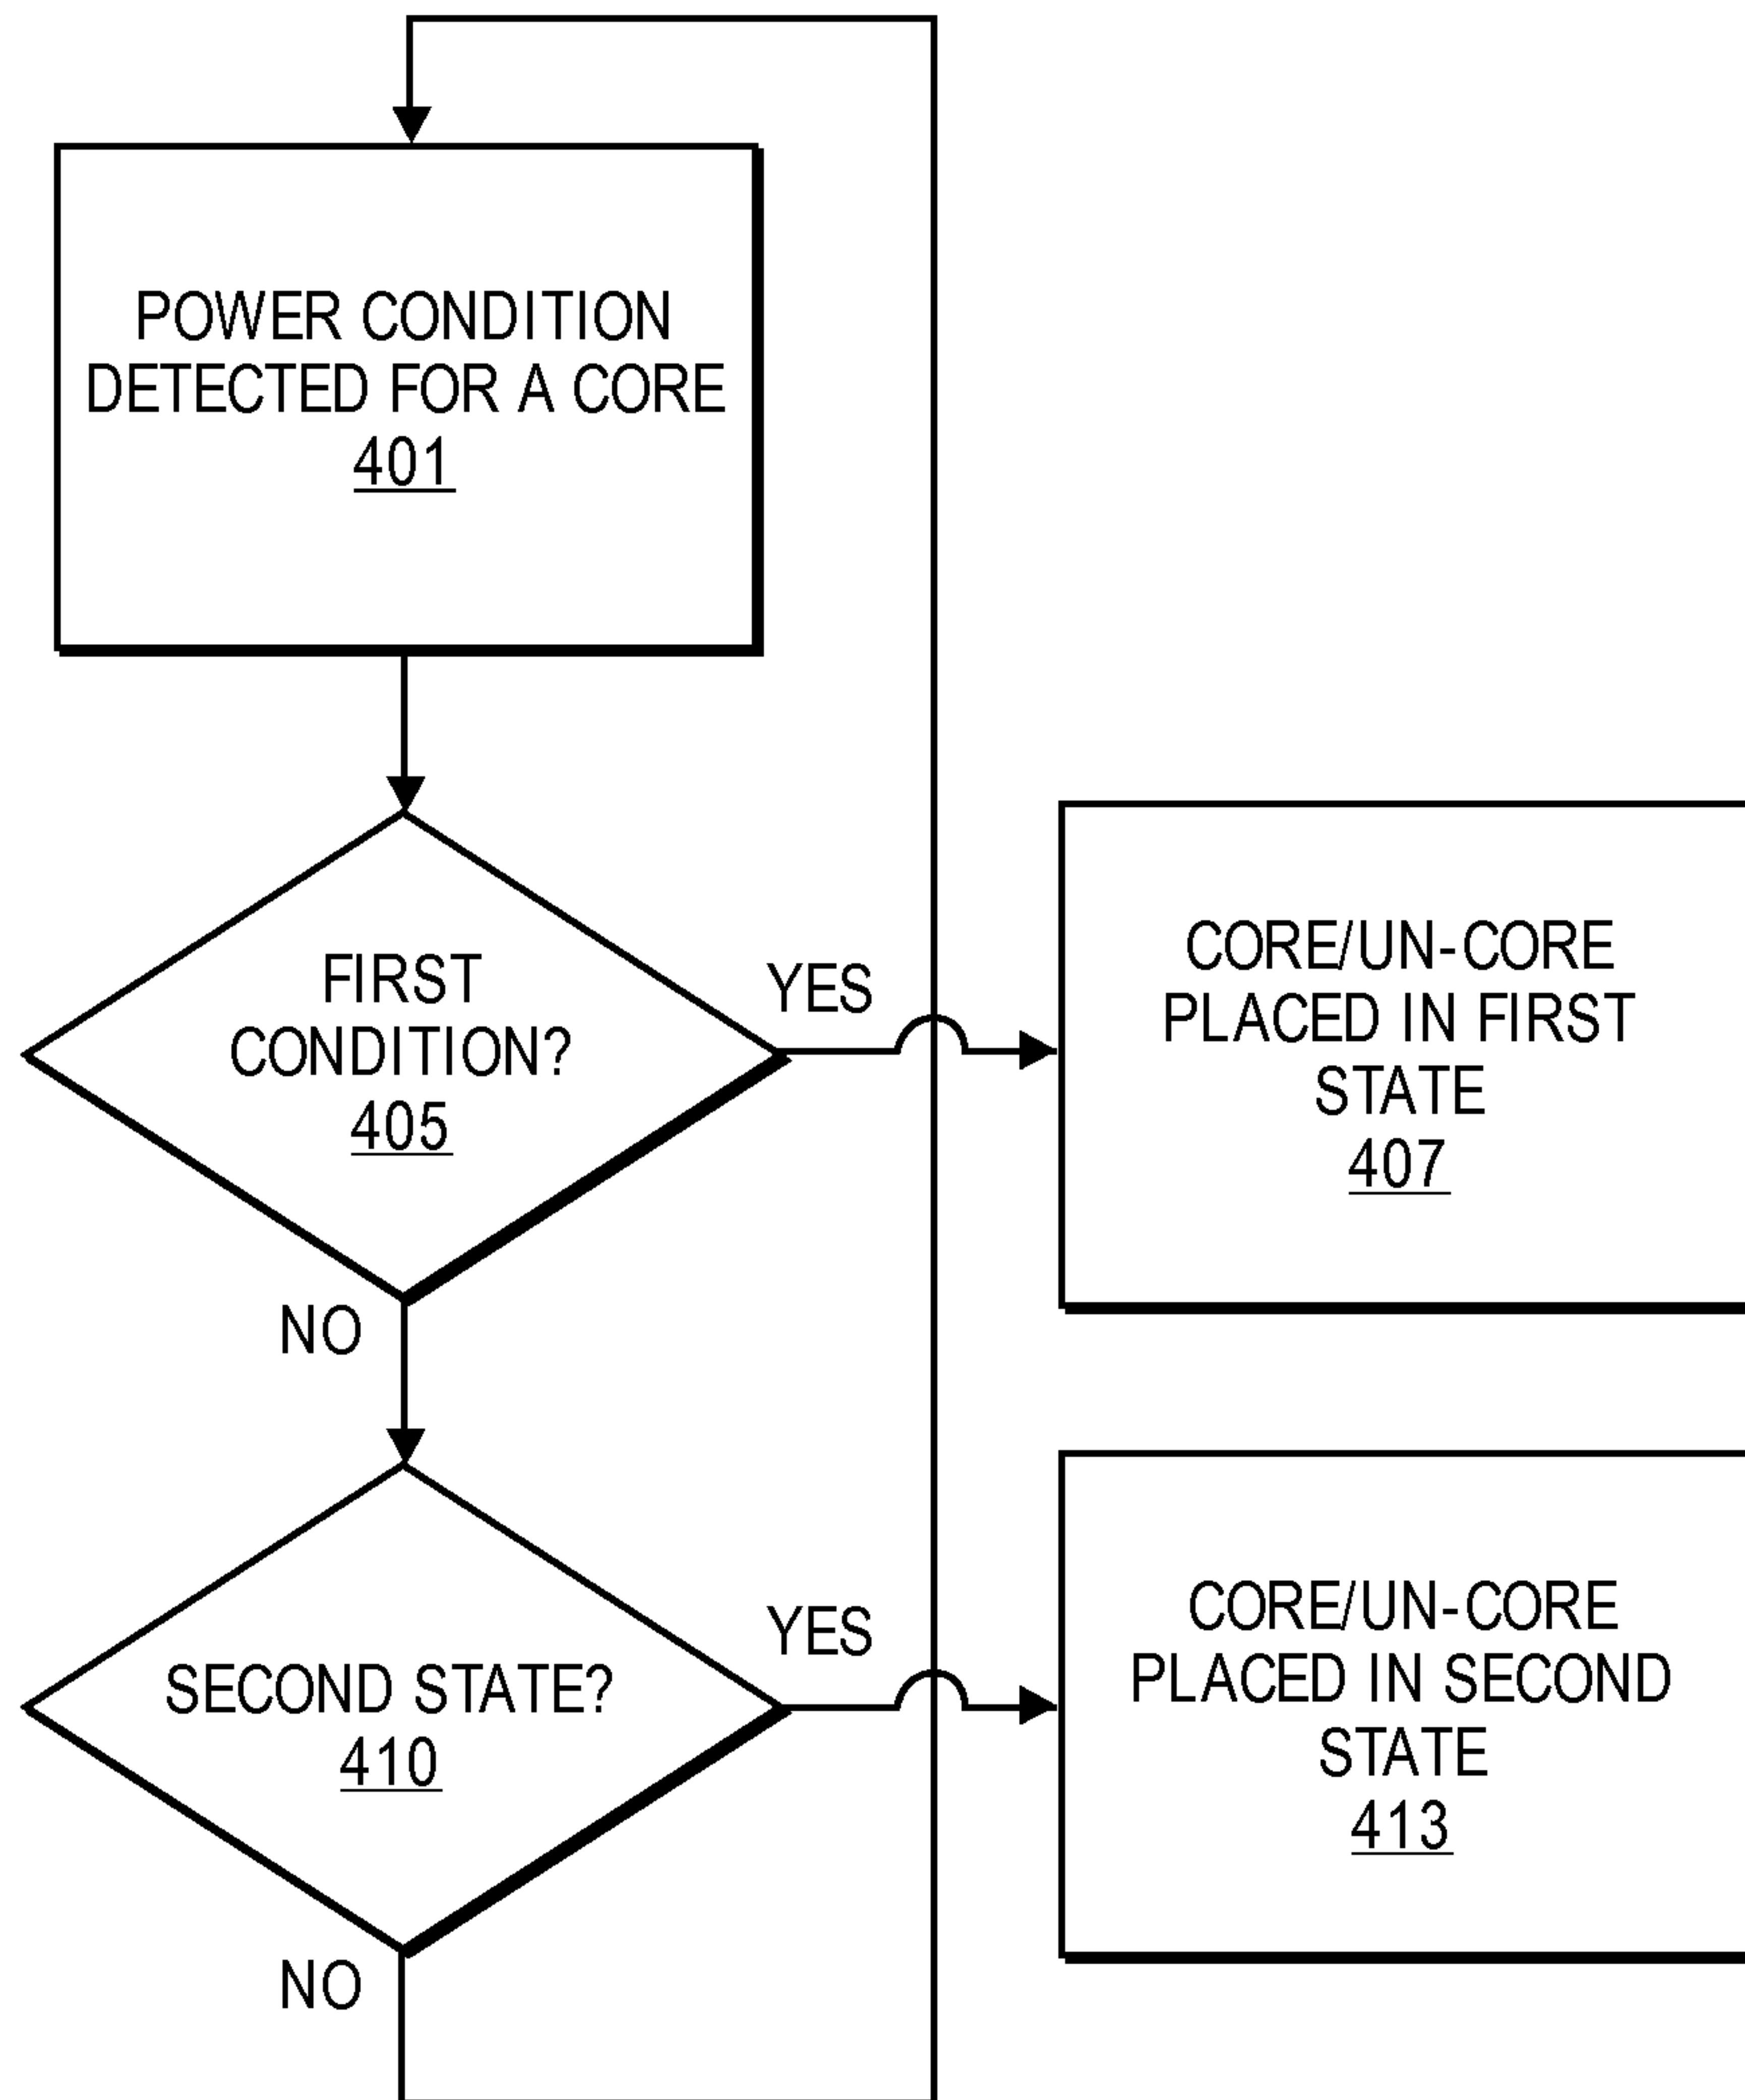 POWER CONDITION
DETECTED FOR A CORE
401
FIRST
CONDITION?
405
YES
CORE/UN-CORE
PLACED IN FIRST
STATE
407
NO
SECOND STATE?
410
YES
CORE/UN-CORE
PLACED IN SECOND
STATE
413
NO